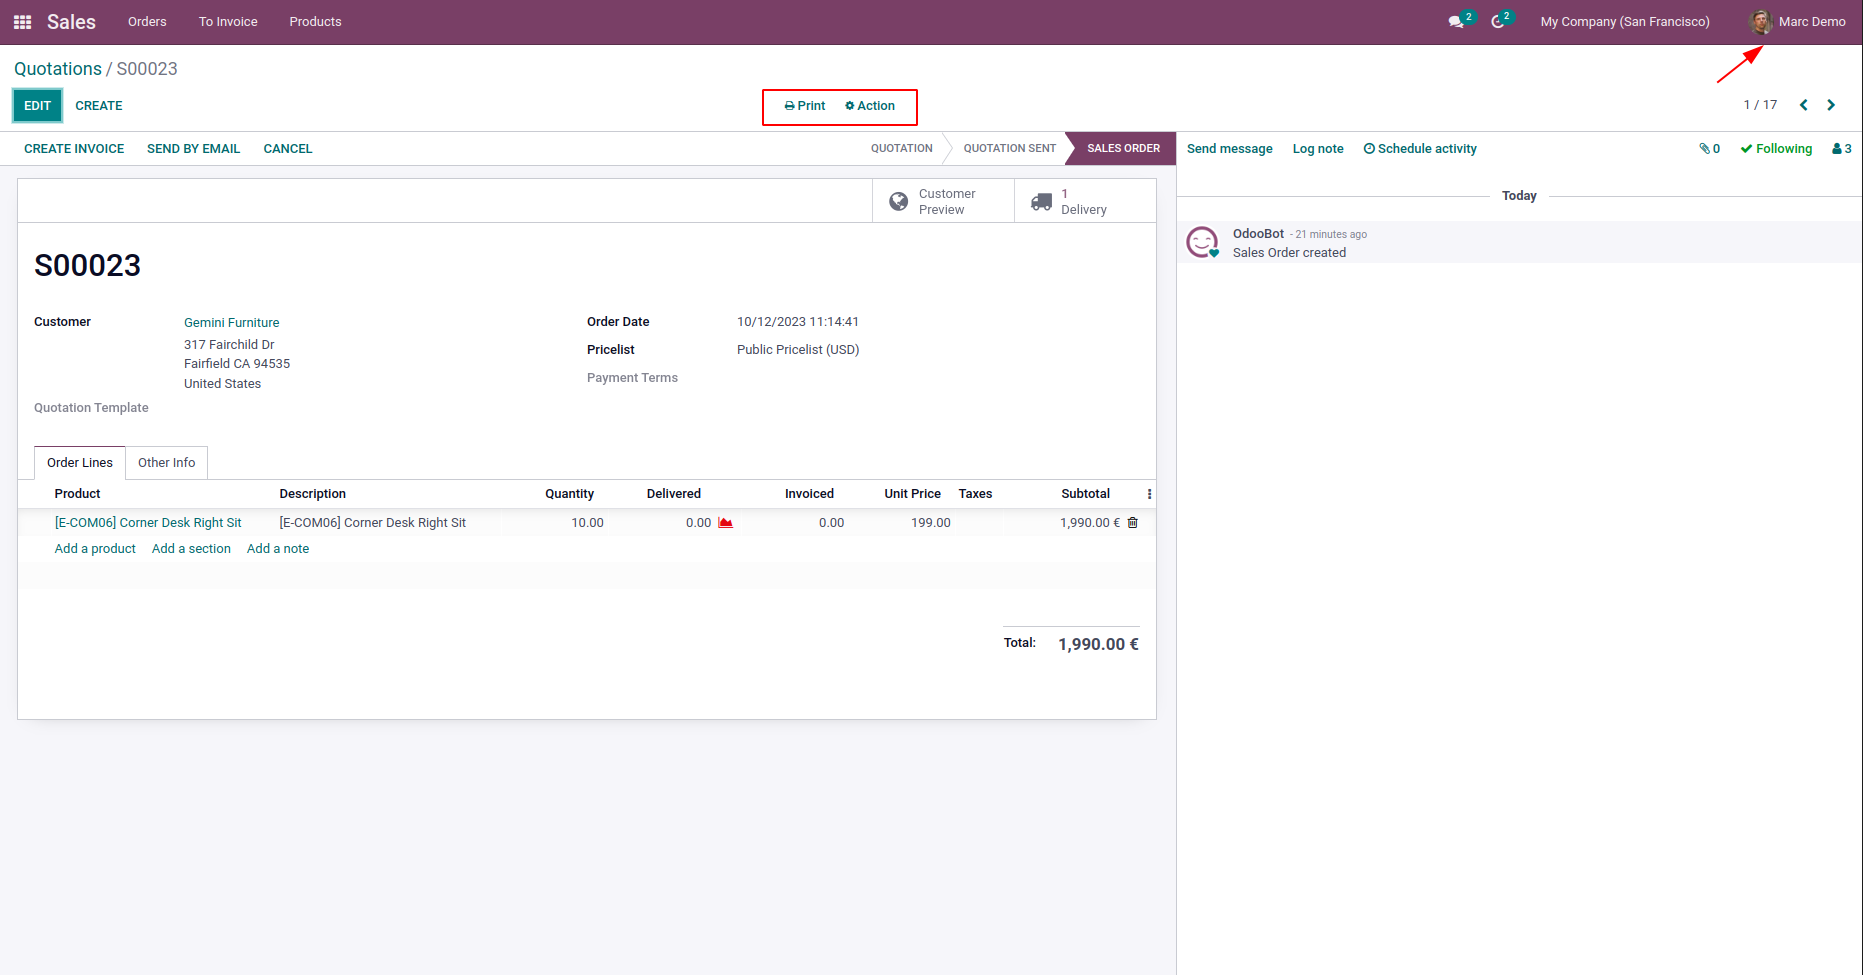 Sales Orders To Invoice Products 2 2 My Company (San Francisco) Marc Demo
Quotations / S00023
EDIT CREATE Print Action 1 / 17
CREATE INVOICE SEND BY EMAIL CANCEL QUOTATION QUOTATION SENT SALES ORDER
Send message Log note Schedule activity 0 Following 3
Customer
Preview
1
Delivery
Today
OdooBot - 21 minutes ago
Sales Order created
S00023
Customer Gemini Furniture
317 Fairchild Dr
Fairfield CA 94535
United States
Quotation Template
Order Date 10/12/2023 11:14:41
Pricelist Public Pricelist (USD)
Payment Terms
Order Lines Other Info
Product Description Quantity Delivered Invoiced Unit Price Taxes Subtotal
[E-COM06] Corner Desk Right Sit [E-COM06] Corner Desk Right Sit 10.00 0.00 0.00 199.00 1,990.00 €
Add a product Add a section Add a note
Total: 1,990.00 €